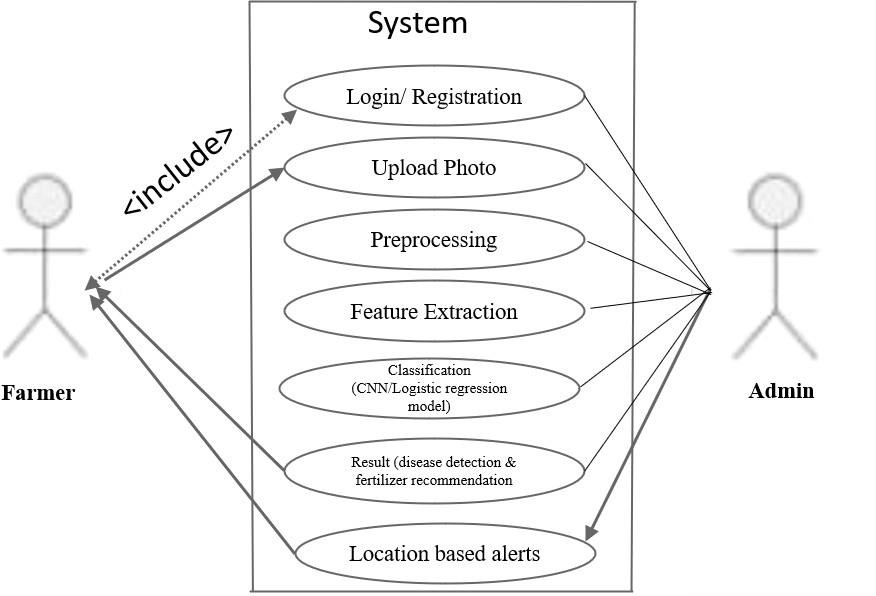 System
Login/ Registration
<include>
Upload Photo
Preprocessing
Feature Extraction
Classification
(CNN/Logistic regression
model)
Farmer
Admin
Result (disease detection &
fertilizer recommendation
Location based alerts